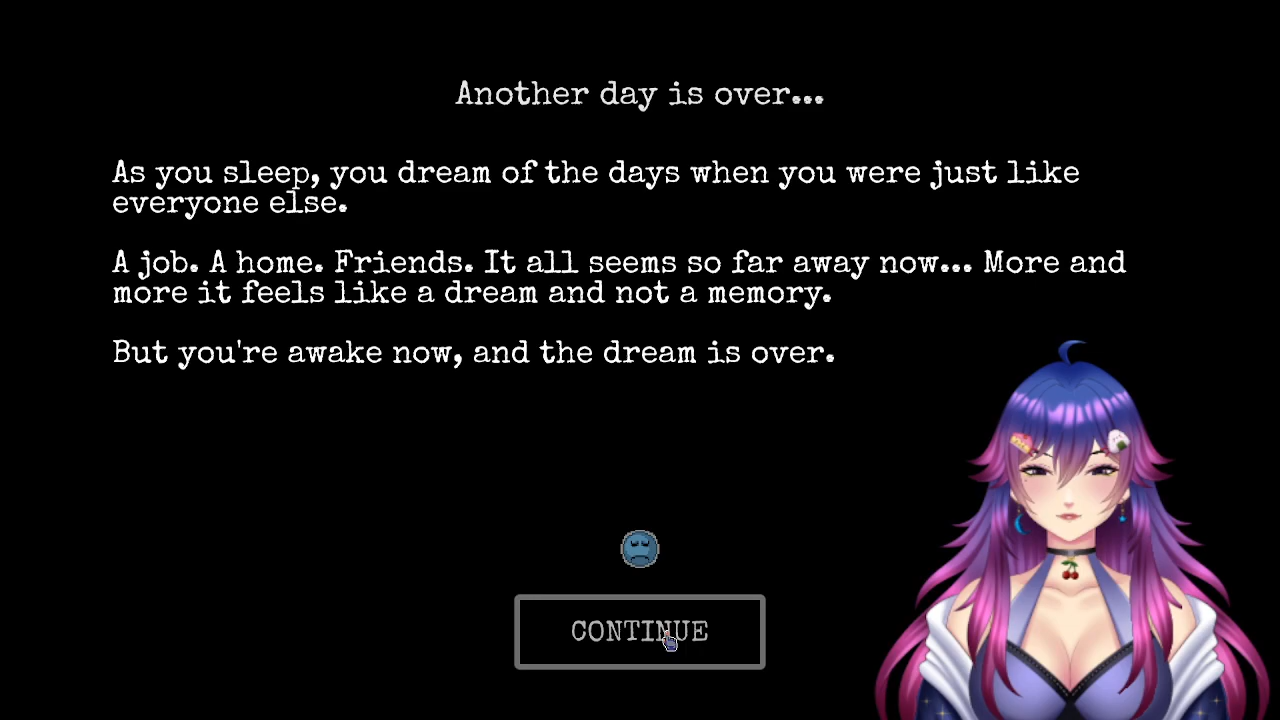 Another day is over...
As you sleep, you dream of the days when you were just like
everyone else.
A job. A home. Friends. It all seems so far away now... More and
more it feels like a dream and not a memory.
But you're awake now, and the dream is over.
CONTINUE